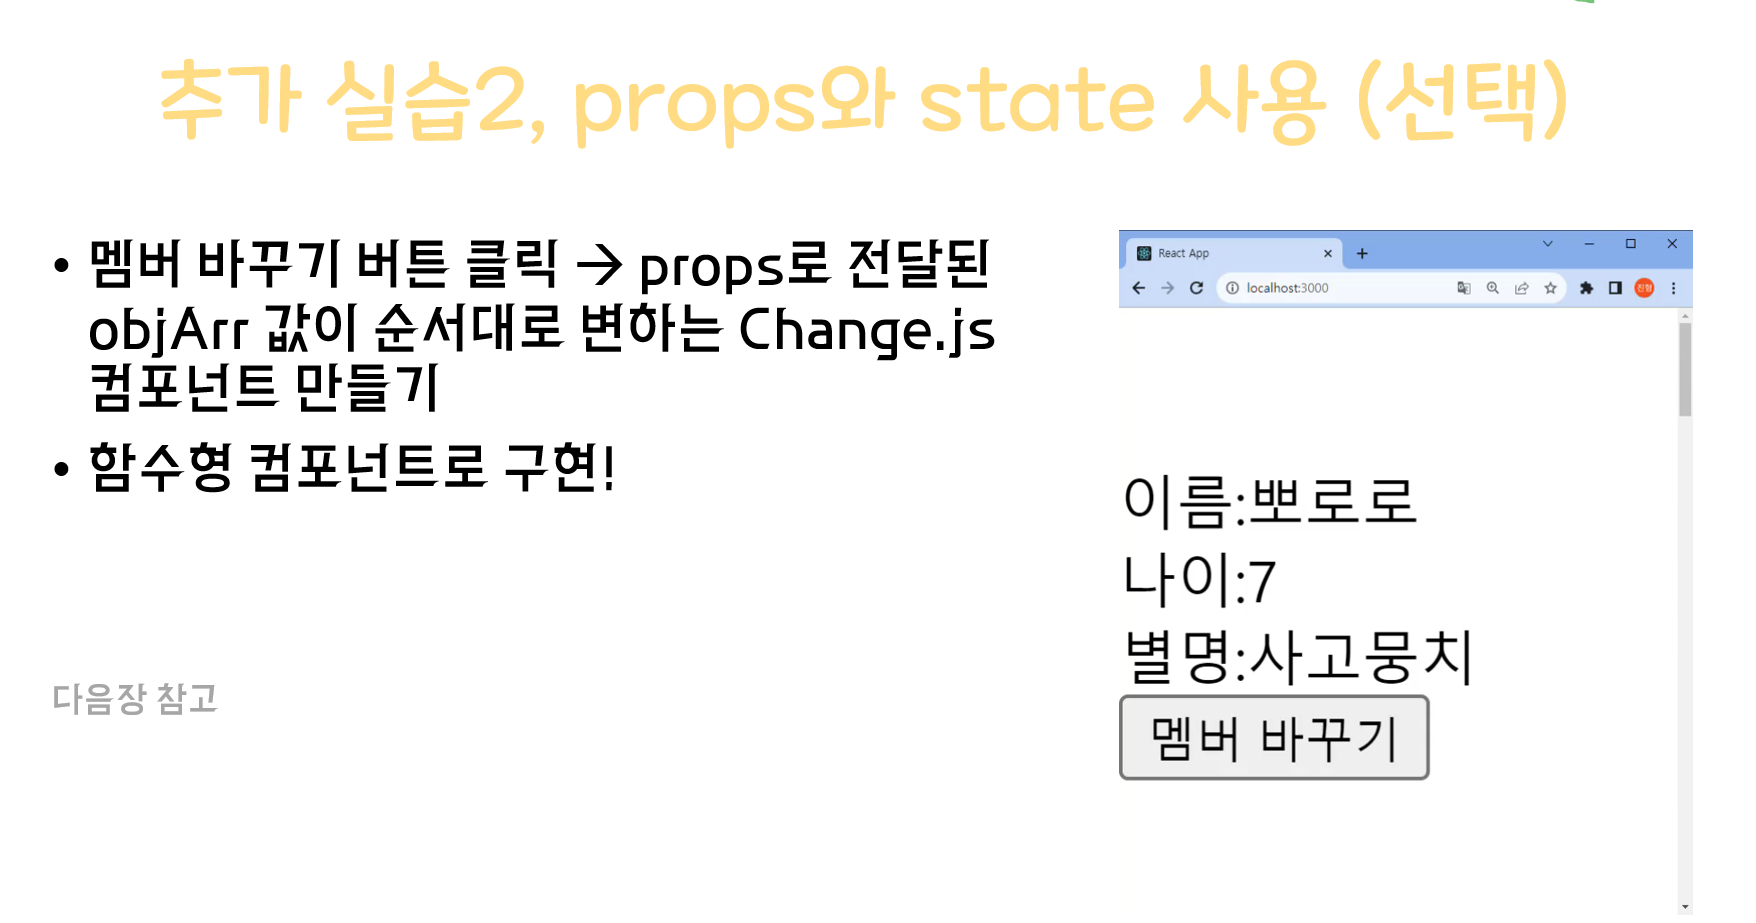 추가 실습2, props와 state 사용 (선택)
• 멤버 바꾸기 버튼 클릭 → props로 전달된
objArr 값이 순서대로 변하는 Change.js
컴포넌트 만들기
• 함수형 컴포넌트로 구현!
다음장 참고
React App
localhost:3000
진형
이름:뽀로로
나이:7
별명:사고뭉치
멤버 바꾸기